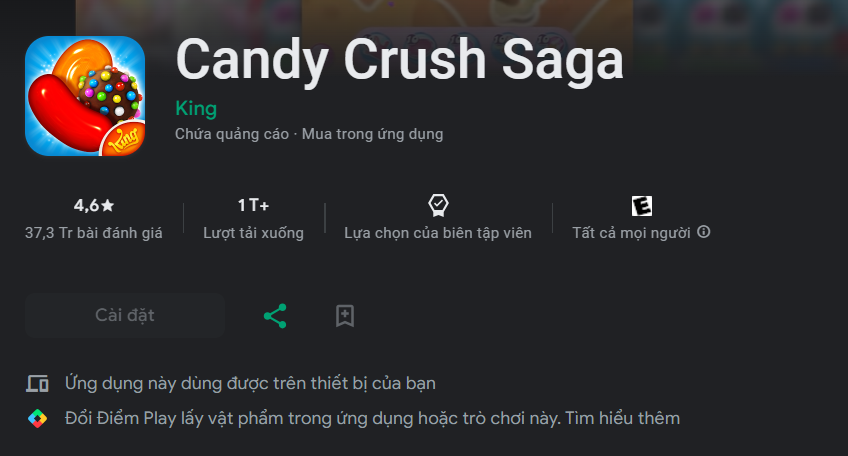 Candy Crush Saga
King
King
Chứa quảng cáo · Mua trong ứng dụng
4,6★
1 T+
E
37,3 Tr bài đánh giá
Lượt tải xuống
Lựa chọn của biên tập viên
Tất cả mọi người
Cài đặt
Ứng dụng này dùng được trên thiết bị của bạn
Đổi Điểm Play lấy vật phẩm trong ứng dụng hoặc trò chơi này. Tìm hiểu thêm